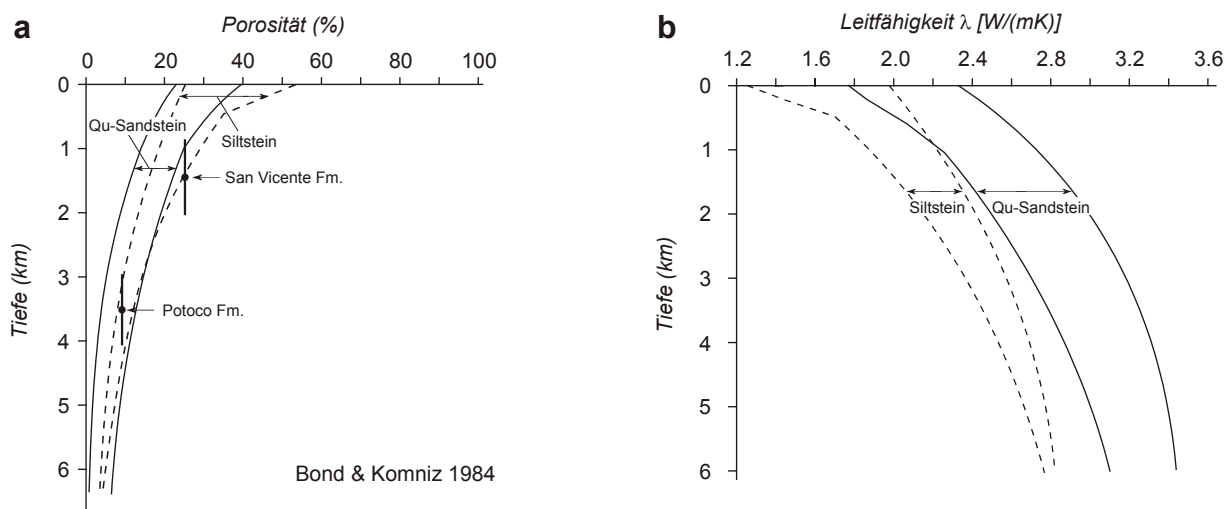 a
Porosität (%)
0 20 40 60 80 100
0
1
2
3
4
5
6
Tiefe (km)
Qu-Sandstein
Siltstein
San Vicente Fm.
Potoco Fm.
Bond & Komniz 1984
b
Leitfähigkeit λ [W/(mK)]
1.2 1.6 2.0 2.4 2.8 3.2 3.6
0
1
2
3
4
5
6
Tiefe (km)
Siltstein
Qu-Sandstein